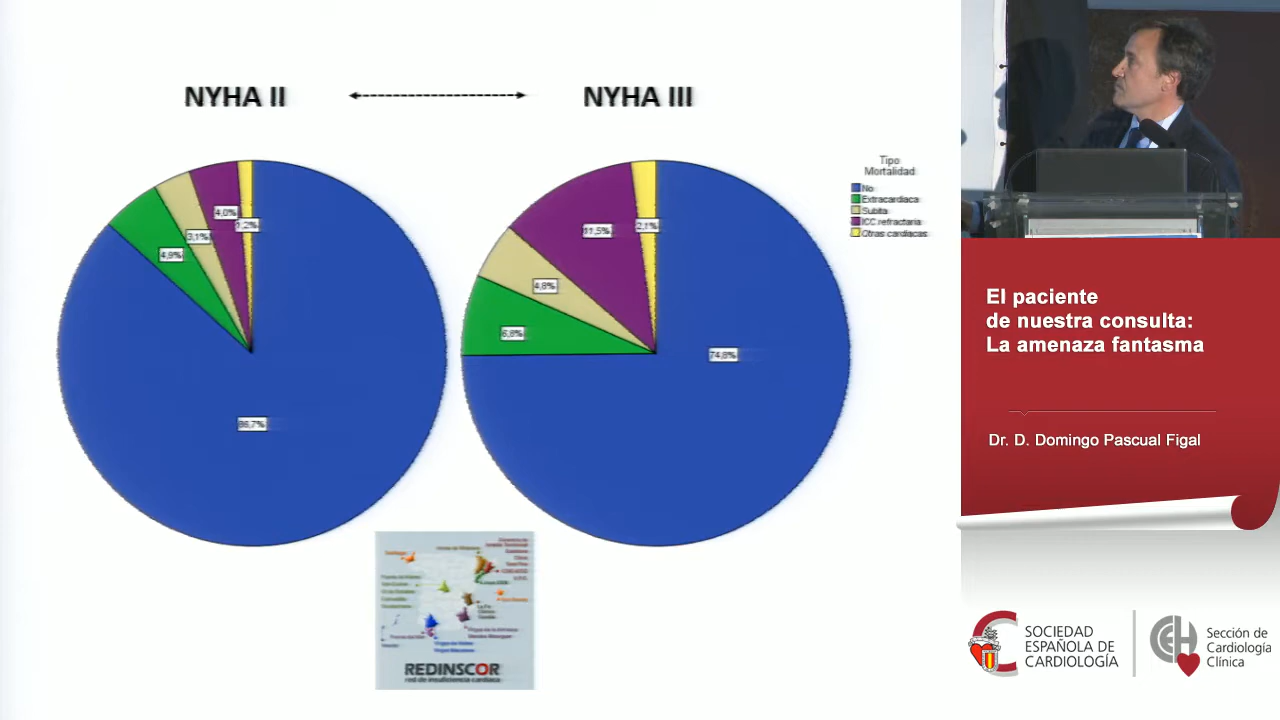 NYHA II
NYHA III
Tipo
Mortalidad
No
Extracardiaca
Subita
ICC refractaria
Otras cardiacas
4,0%
1,2%
3,1%
4,9%
86,7%
2,1%
11,5%
4,8%
6,8%
74,8%
REDINSCOR
red de insuficiencia cardiaca
El paciente
de nuestra consulta:
La amenaza fantasma
Dr. D. Domingo Pascual Figal
SOCIEDAD
ESPAÑOLA DE
CARDIOLOGÍA
Sección de
Cardiología
Clínica